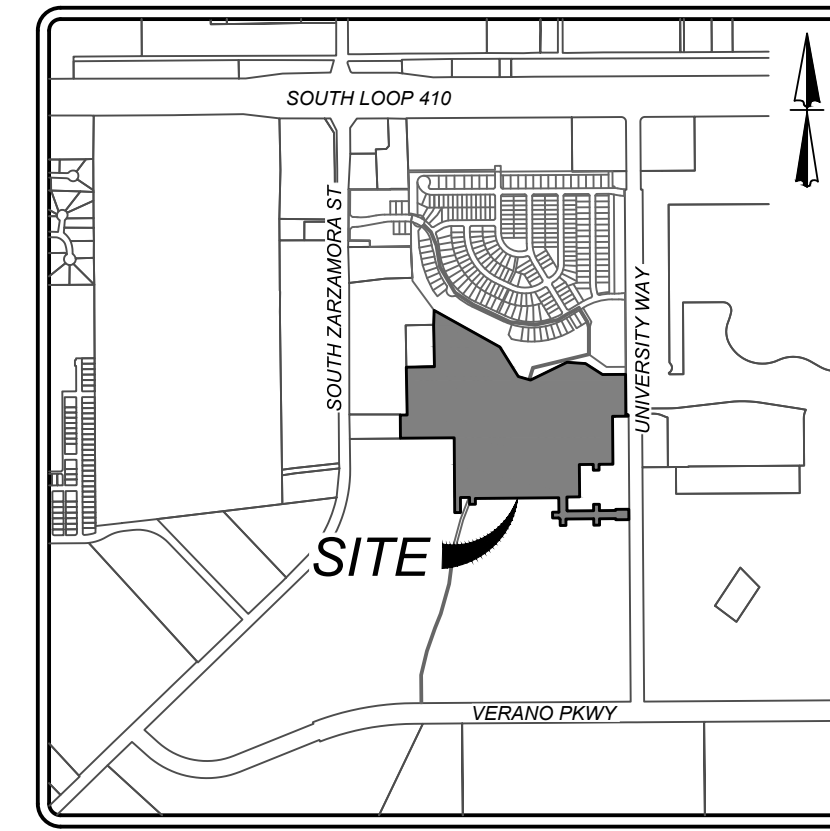 SOUTH LOOP 410
SOUTH ZARZAMORA ST
UNIVERSITY WAY
SITE
VERANO PKWY